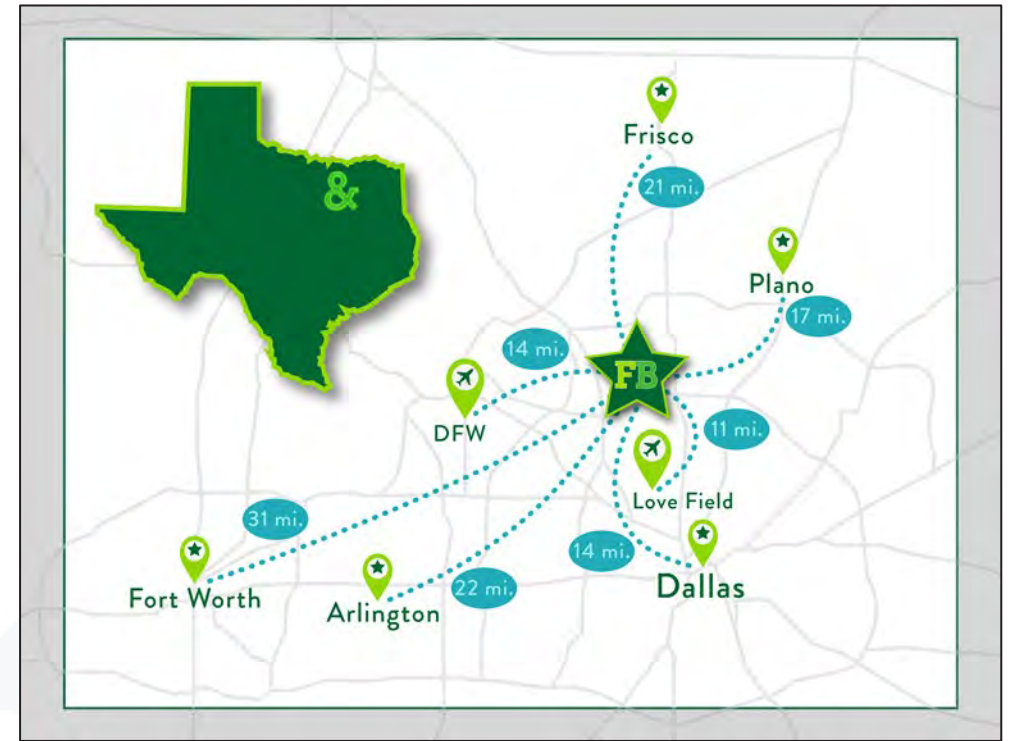 &
Frisco
21 mi.
Plano
17 mi.
14 mi.
FB
DFW
11 mi.
Love Field
31 mi.
14 mi.
Dallas
22 mi.
Fort Worth
Arlington